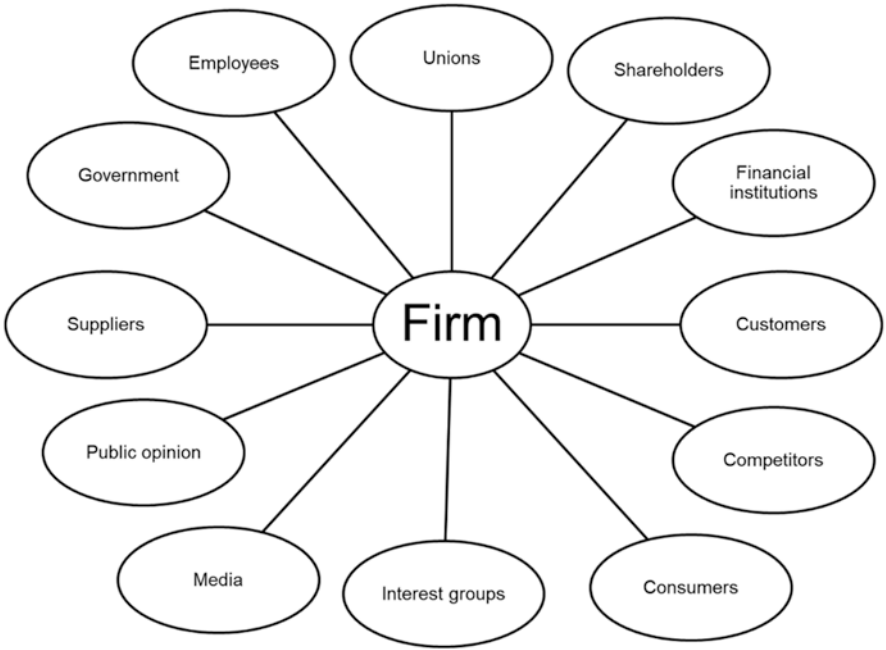 Employees
Unions
Shareholders
Government
Financial
institutions
Suppliers
Firm
Customers
Public opinion
Competitors
Media
Interest groups
Consumers